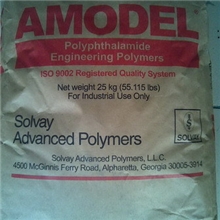 AMODEL
Polyphthalamide
Engineering Polymers
ISO 9002 Registered Quality System
Net weight 25 kg (55.115 lbs)
For Industrial Use Only
Solvay
Advanced Polymers
SOLVAY
Solvay Advanced Polymers, L.L.C.
4500 McGinnis Ferry Road, Alpharetta, Georgia 30005-3914